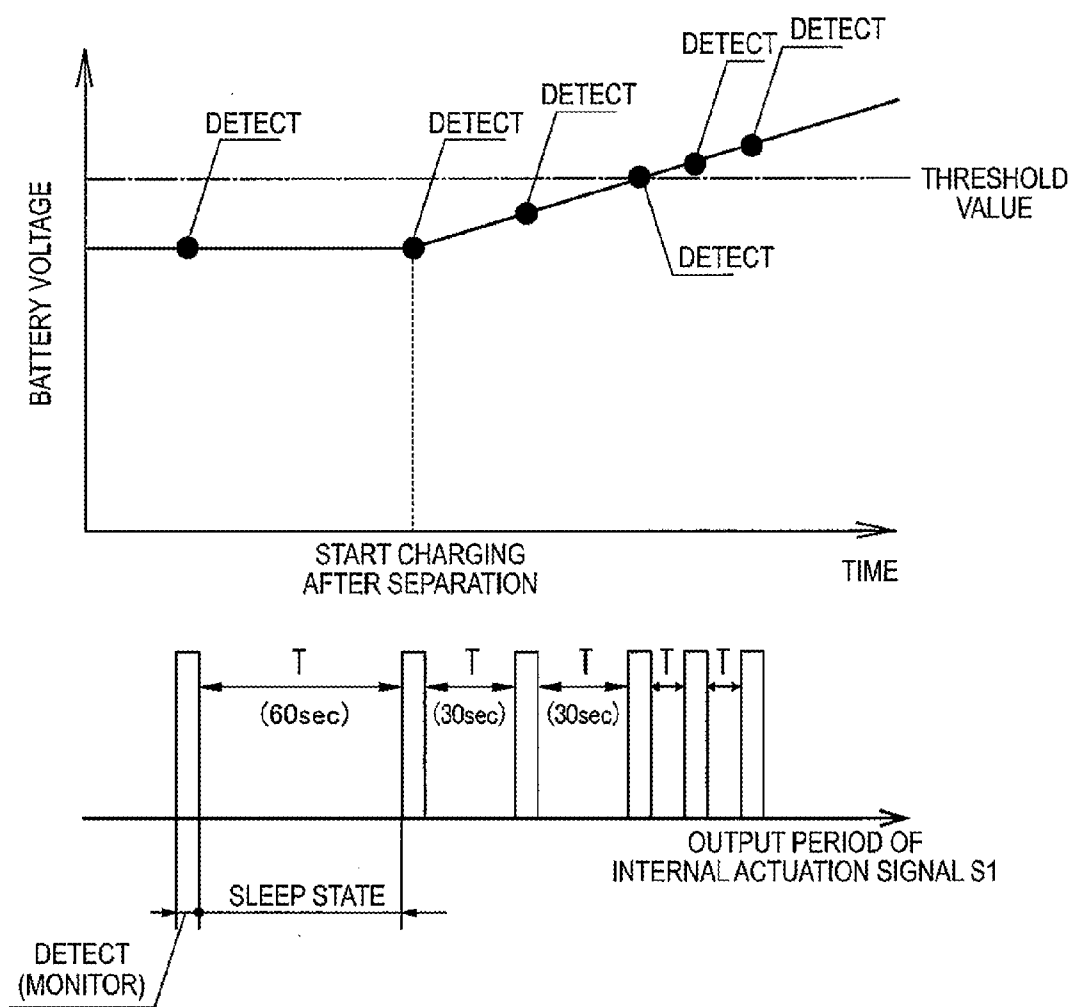 DETECT
DETECT
DETECT
DETECT
DETECT
DETECT
THRESHOLD
VALUE
BATTERY VOLTAGE
START CHARGING
AFTER SEPARATION
TIME
T
(60sec)
T
(30sec)
T
(30sec)
T
T
OUTPUT PERIOD OF
INTERNAL ACTUATION SIGNAL S1
SLEEP STATE
DETECT
(MONITOR)